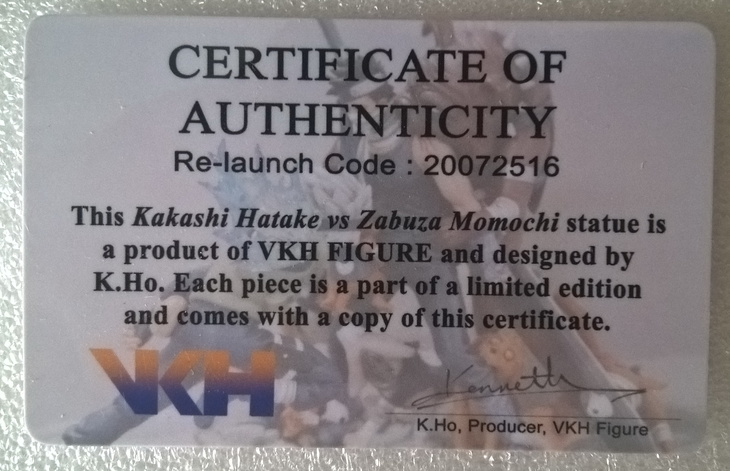 CERTIFICATE OF
AUTHENTICITY
Re-launch Code : 20072516
This Kakashi Hatake vs Zabuza Momochi statue is
a product of VKH FIGURE and designed by
K.Ho. Each piece is a part of a limited edition
and comes with a copy of this certificate.
VKH
Kenneth
K.Ho, Producer, VKH Figure